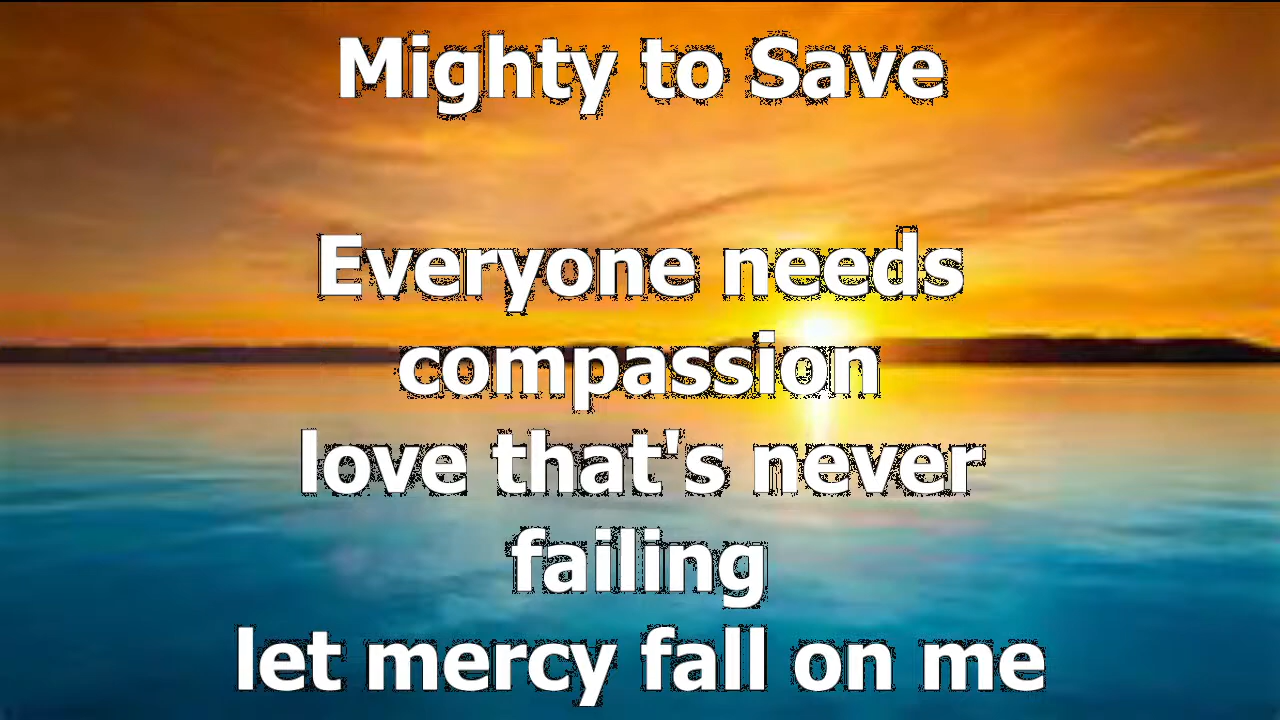 Mighty to Save
Everyone needs
compassion
love that's never
failing
let mercy fall on me